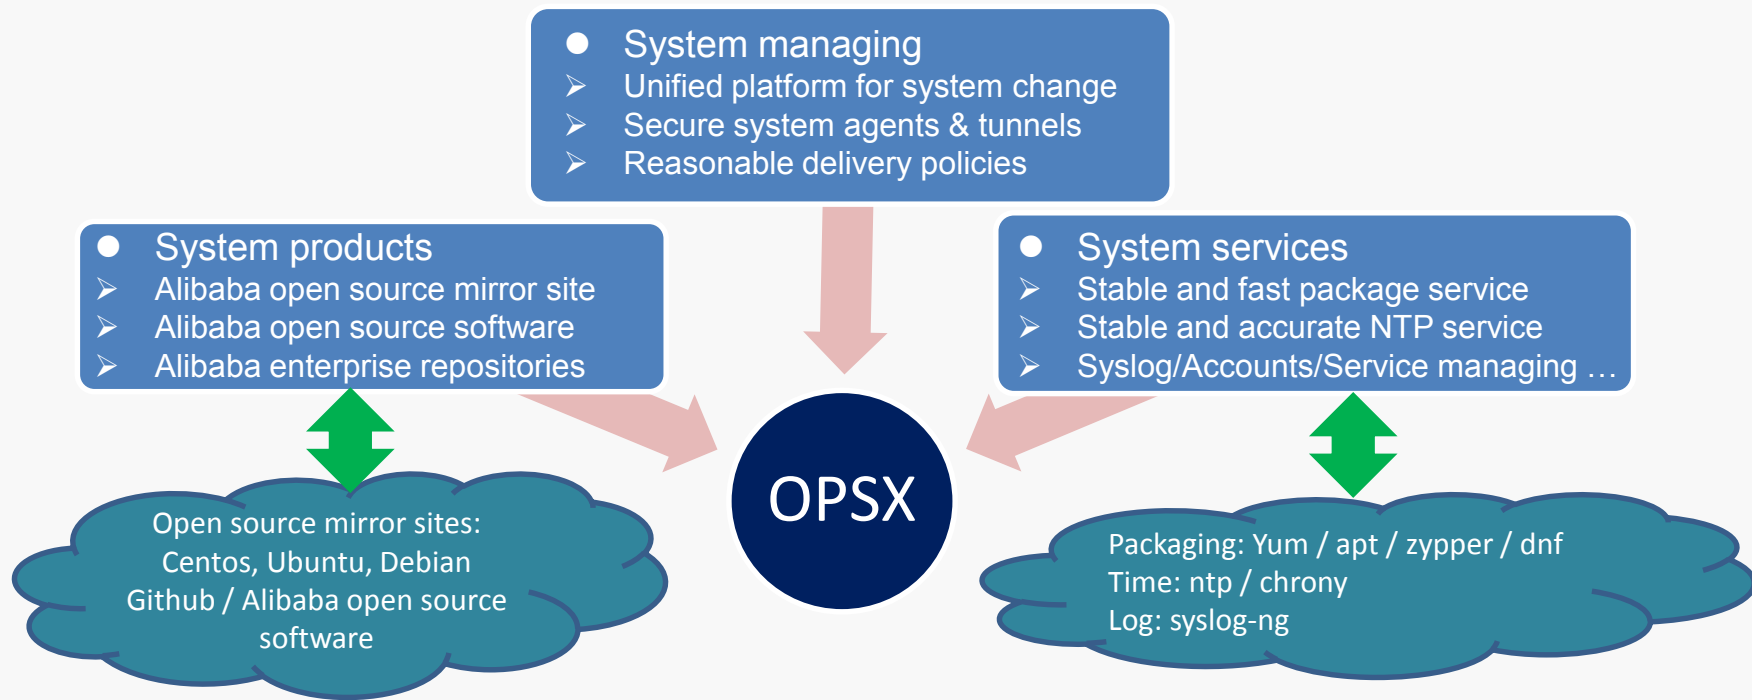 ● System managing
➢ Unified platform for system change
➢ Secure system agents & tunnels
➢ Reasonable delivery policies
● System products
➢ Alibaba open source mirror site
➢ Alibaba open source software
➢ Alibaba enterprise repositories
● System services
➢ Stable and fast package service
➢ Stable and accurate NTP service
➢ Syslog/Accounts/Service managing …
OPSX
Open source mirror sites:
Centos, Ubuntu, Debian
Github / Alibaba open source
software
Packaging: Yum / apt / zypper / dnf
Time: ntp / chrony
Log: syslog-ng